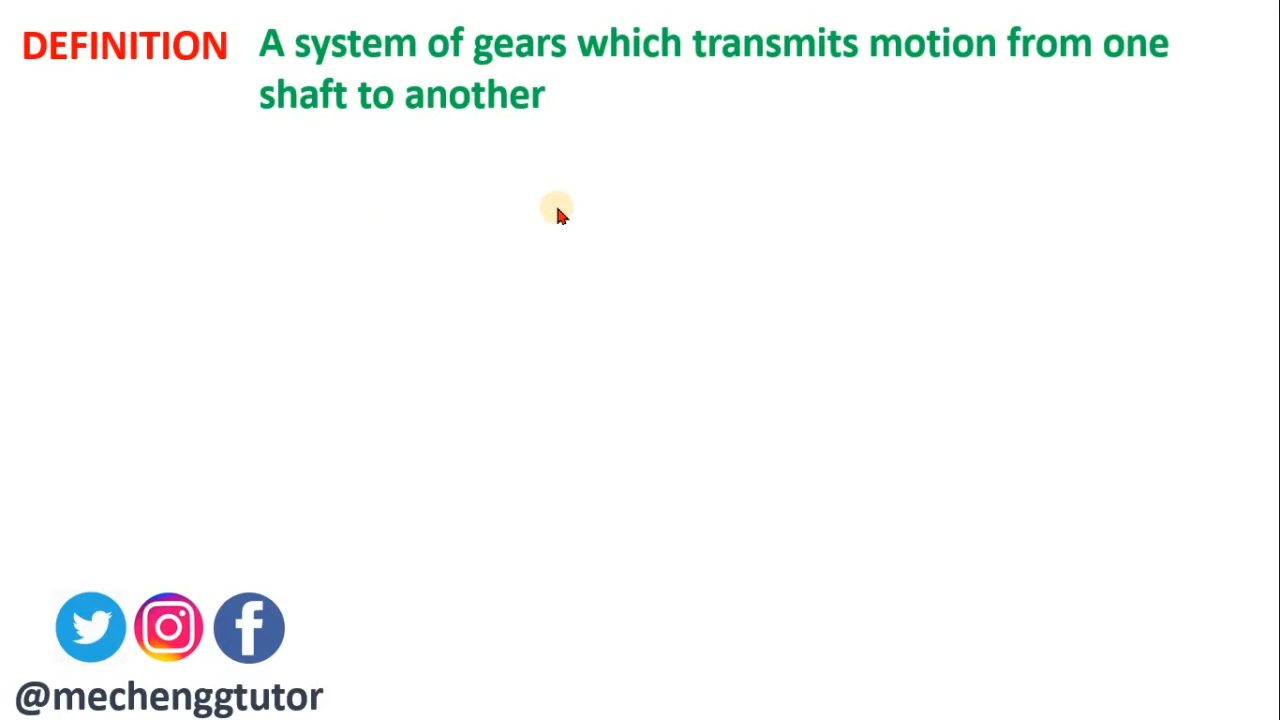 DEFINITION A system of gears which transmits motion from one
shaft to another
@mechenggtutor